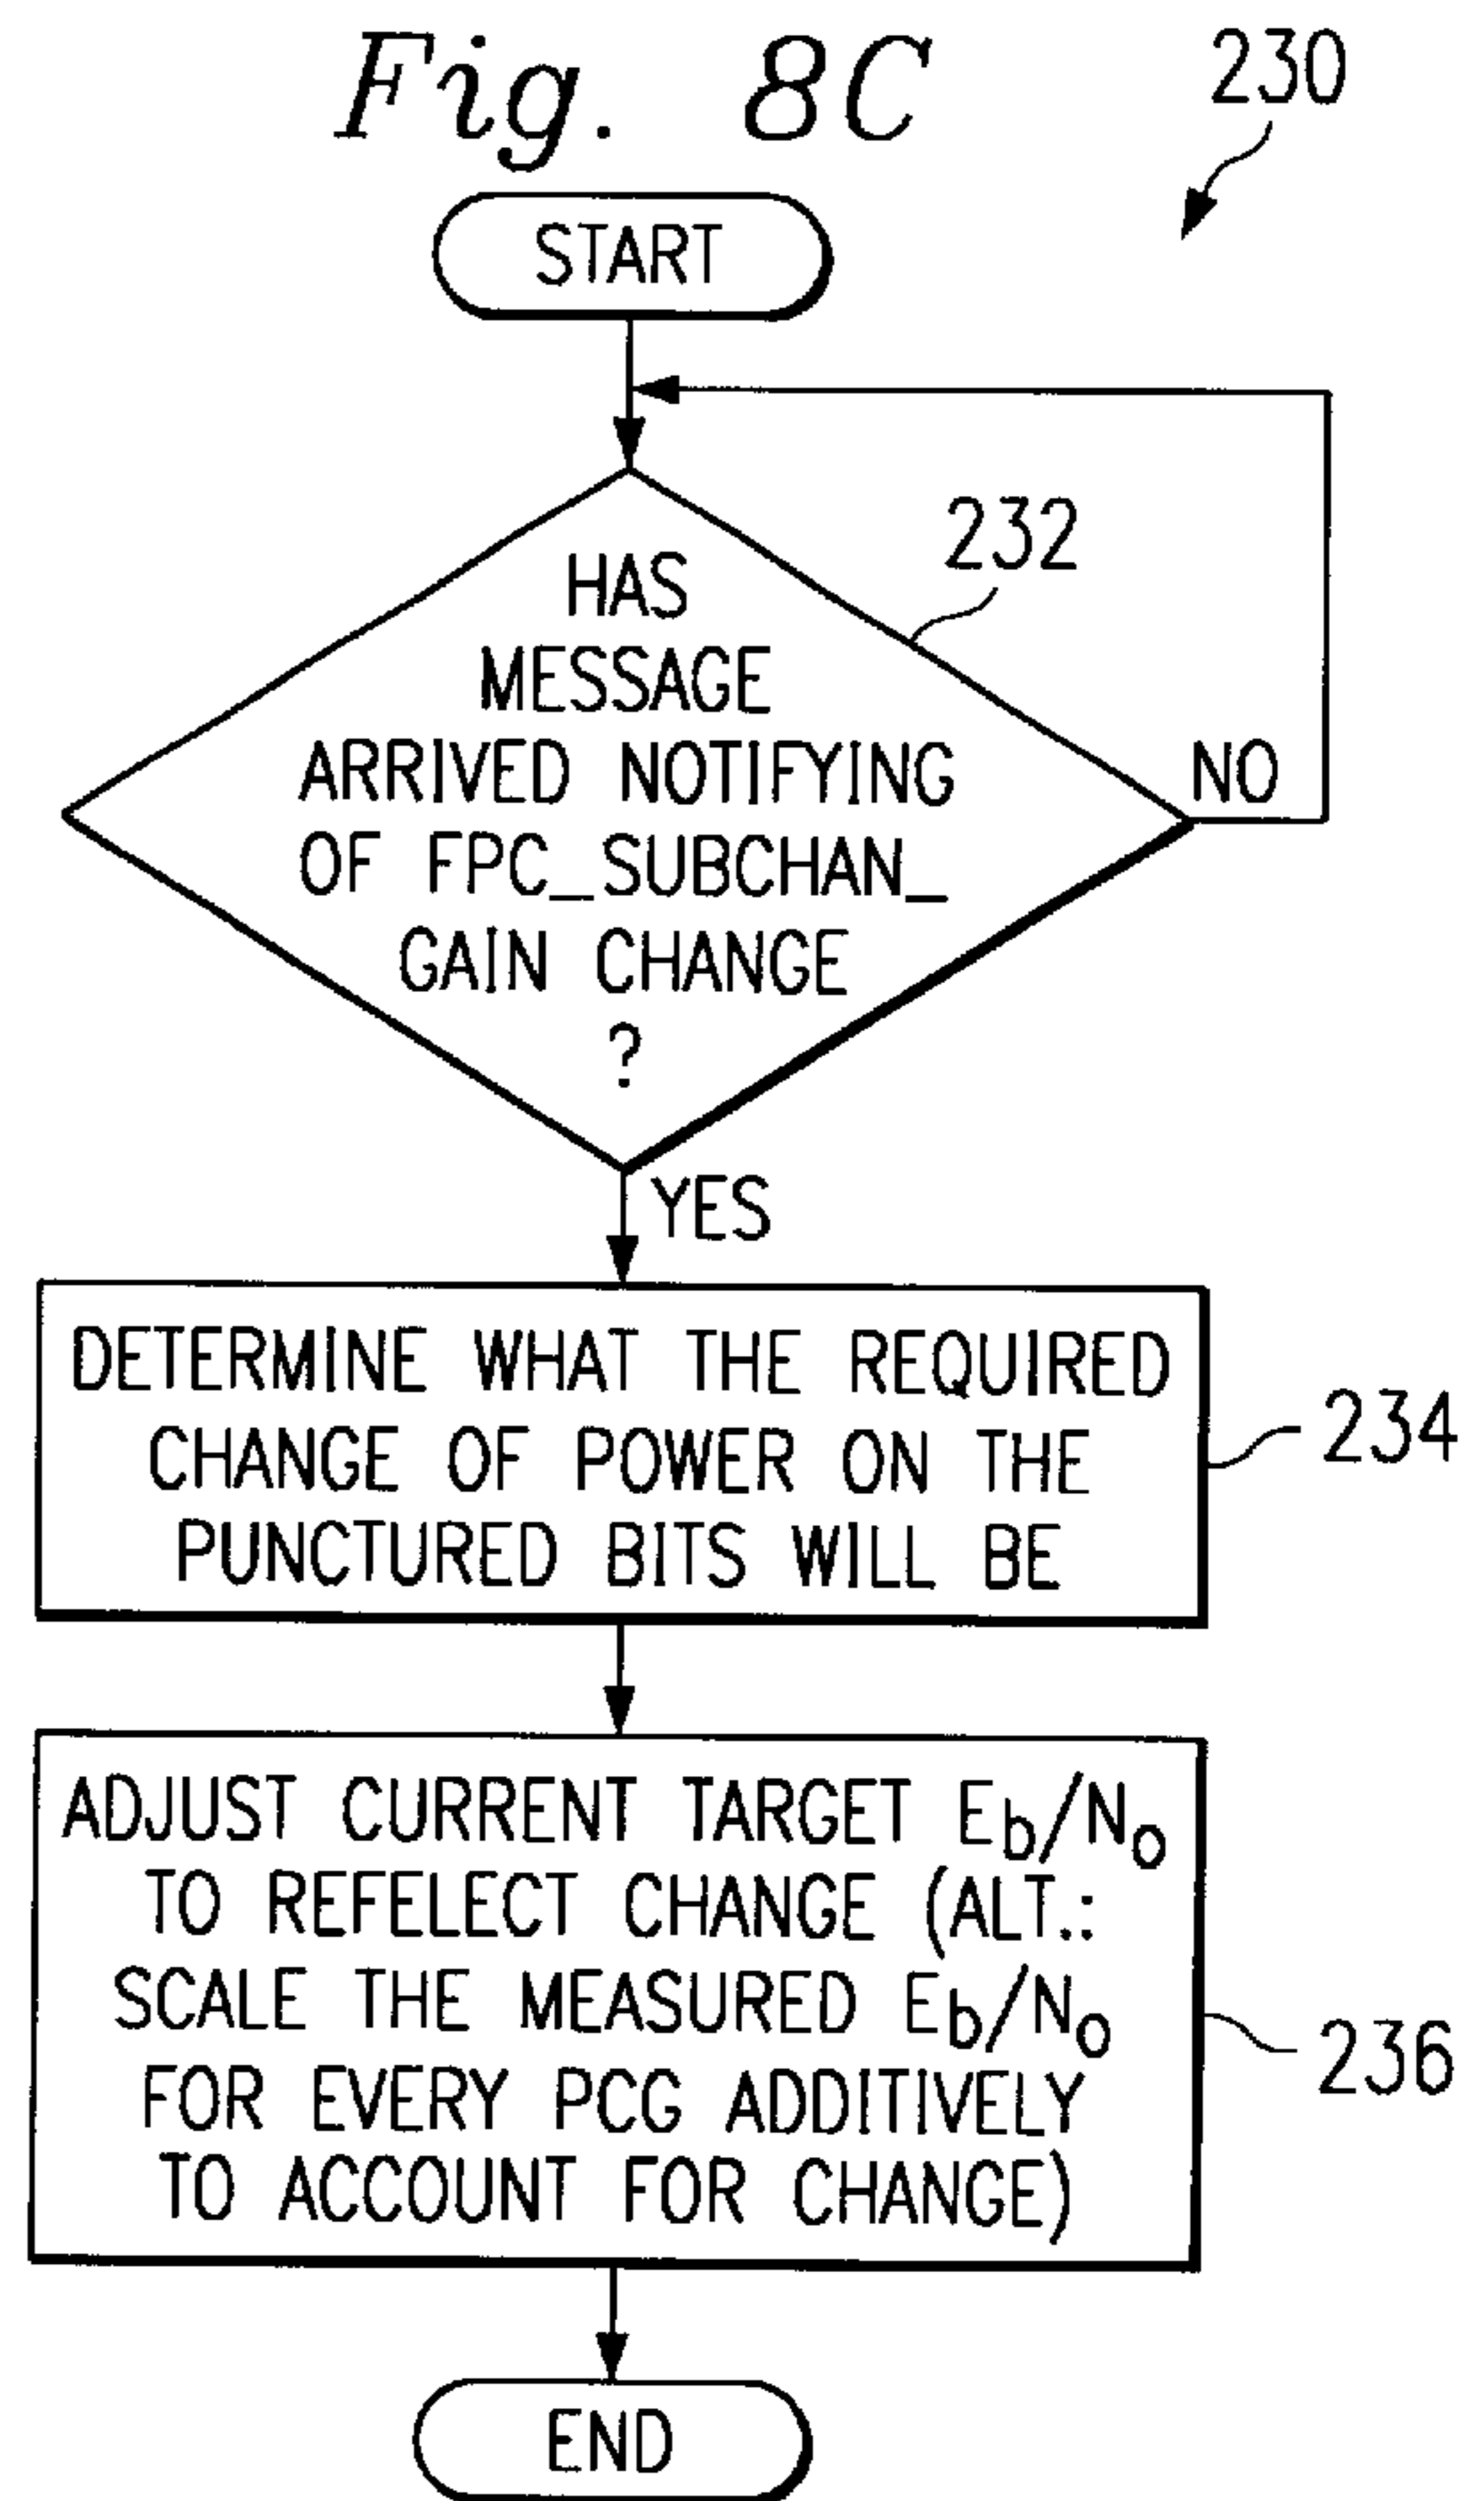 Fig. 8C
230
START
232
HAS
MESSAGE
ARRIVED NOTIFYING
OF FPC_SUBCHAN_
GAIN CHANGE
?
NO
YES
DETERMINE WHAT THE REQUIRED
CHANGE OF POWER ON THE
PUNCTURED BITS WILL BE
234
ADJUST CURRENT TARGET Eb/No
TO REFELECT CHANGE (ALT.:
SCALE THE MEASURED Eb/No
FOR EVERY PCG ADDITIVELY
TO ACCOUNT FOR CHANGE)
236
END